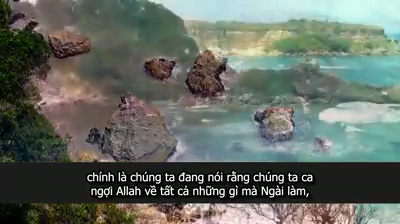 chính là chúng ta đang nói rằng chúng ta ca
ngợi Allah về tất cả những gì mà Ngài làm,